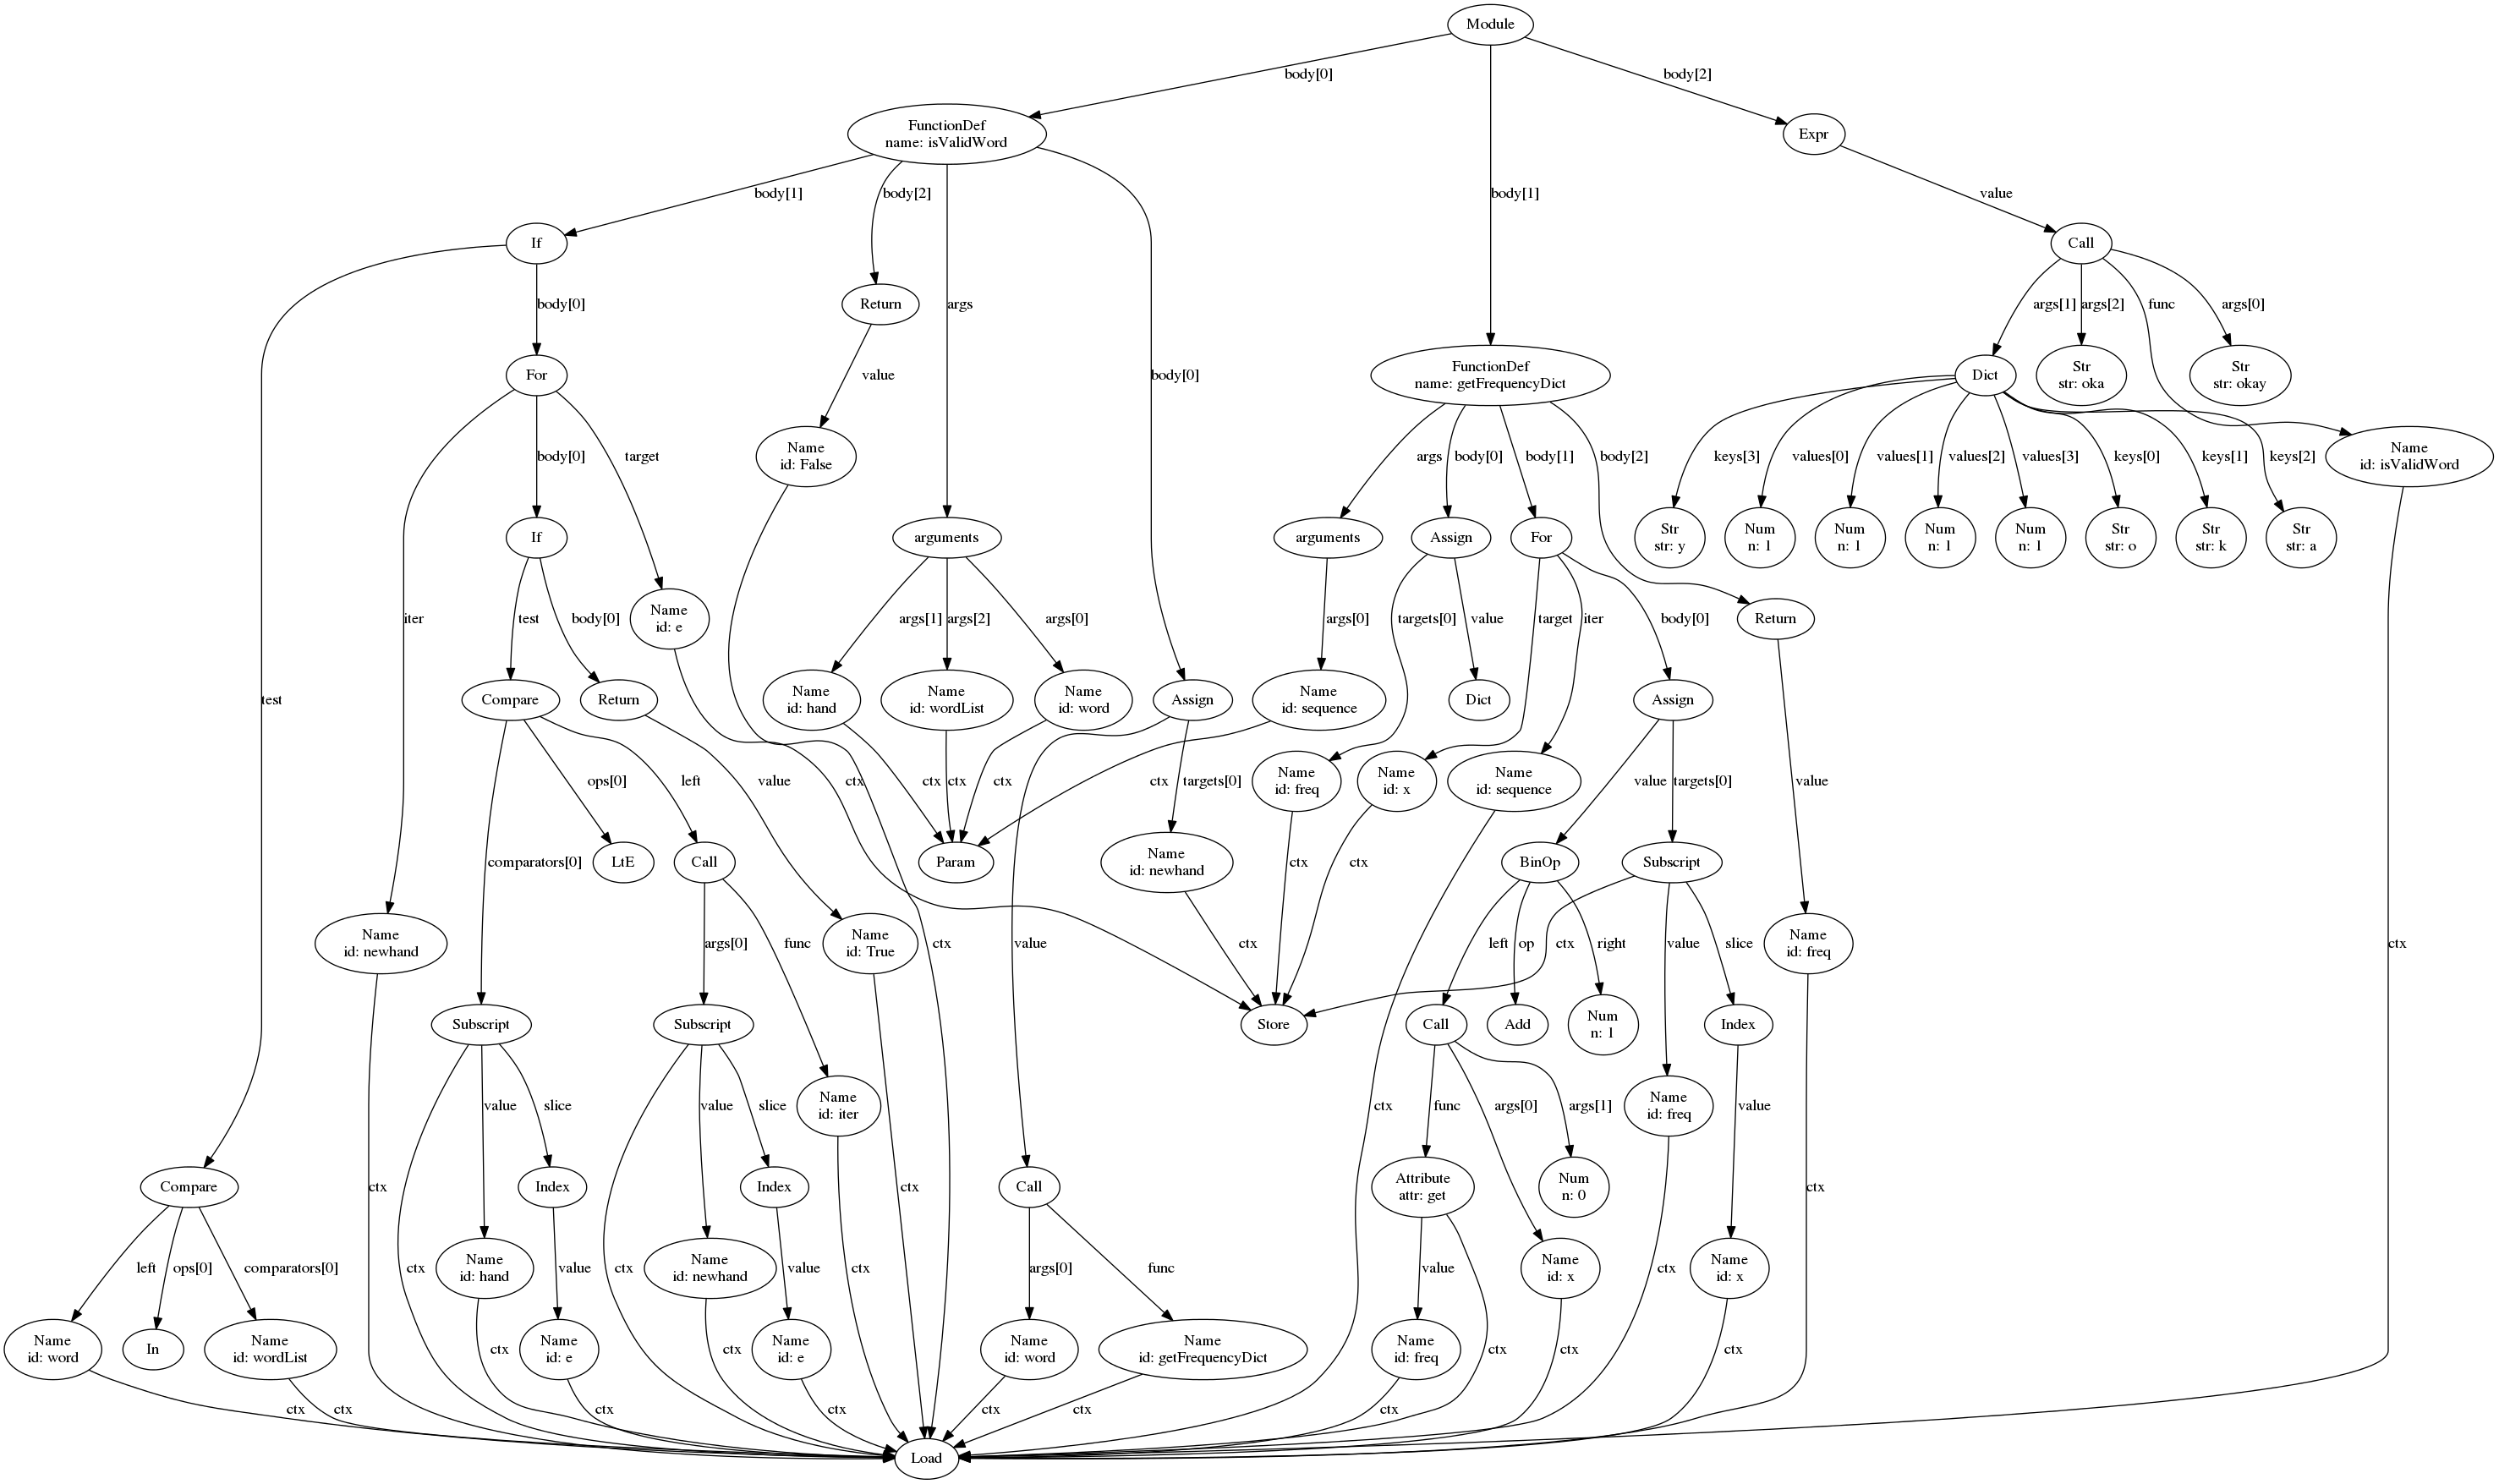 Module
body[0]
body[2]
FunctionDef
name: isValidWord
Expr
body[1]
body[2]
body[1]
value
If
Call
body[0]
Return
args
args[1]
args[2]
func
args[0]
For
value
body[0]
FunctionDef
name: getFrequencyDict
Dict
Str
str: oka
Str
str: okay
body[0]
target
Name
id: False
args
body[0]
body[1]
body[2]
keys[3]
values[0]
values[1]
values[2]
values[3]
keys[0]
keys[1]
keys[2]
Name
id: isValidWord
If
arguments
arguments
Assign
For
Str
str: y
Num
n: 1
Num
n: 1
Num
n: 1
Num
n: 1
Str
str: o
Str
str: k
Str
str: a
iter
test
body[0]
Name
id: e
args[1]
args[2]
args[0]
args[0]
targets[0]
value
target
iter
body[0]
Return
test
Compare
Return
Name
id: hand
Name
id: wordList
Name
id: word
Assign
Name
id: sequence
Dict
Assign
ops[0]
left
value
ctx
ctx
ctx
ctx
targets[0]
ctx
Name
id: freq
Name
id: x
Name
id: sequence
value
targets[0]
value
comparators[0]
LtE
Call
Param
Name
id: newhand
ctx
ctx
BinOp
Subscript
Name
id: newhand
args[0]
func
Name
id: True
ctx
value
ctx
left
op
right
ctx
value
slice
Name
id: freq
ctx
Subscript
Subscript
Store
Call
Add
Num
n: 1
Index
ctx
value
slice
value
slice
Name
id: iter
func
args[0]
args[1]
Name
id: freq
value
Compare
ctx
Index
Index
ctx
Call
Attribute
attr: get
Num
n: 0
ctx
left
ops[0]
comparators[0]
ctx
Name
id: hand
value
ctx
Name
id: newhand
value
ctx
args[0]
func
value
Name
id: x
ctx
Name
id: x
Name
id: word
In
Name
id: wordList
ctx
Name
id: e
ctx
Name
id: e
Name
id: word
Name
id: getFrequencyDict
Name
id: freq
ctx
ctx
ctx
ctx
ctx
ctx
ctx
ctx
ctx
ctx
Load